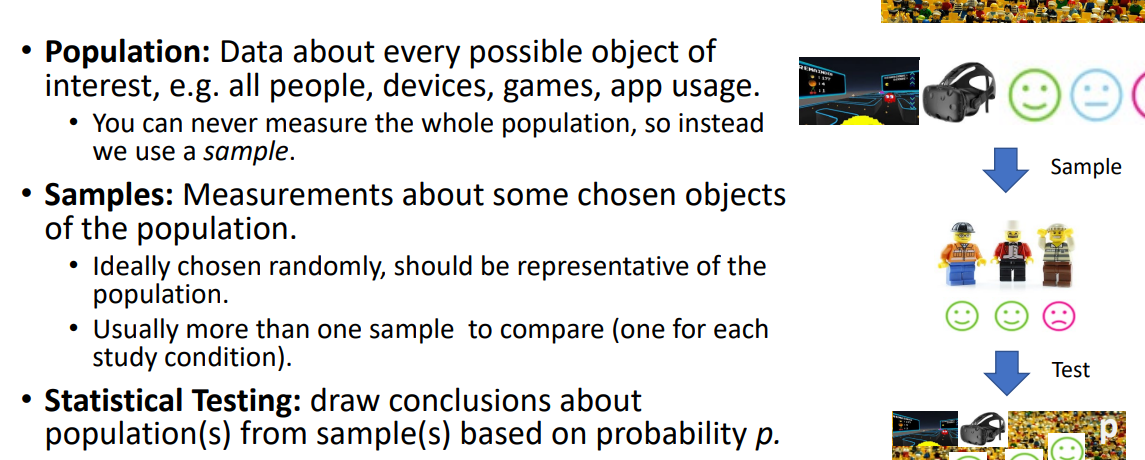 • Population: Data about every possible object of
interest, e.g. all people, devices, games, app usage.
• You can never measure the whole population, so instead
we use a sample.
• Samples: Measurements about some chosen objects
of the population.
• Ideally chosen randomly, should be representative of the
population.
• Usually more than one sample to compare (one for each
study condition).
• Statistical Testing: draw conclusions about
population(s) from sample(s) based on probability p.
Sample
Test
p